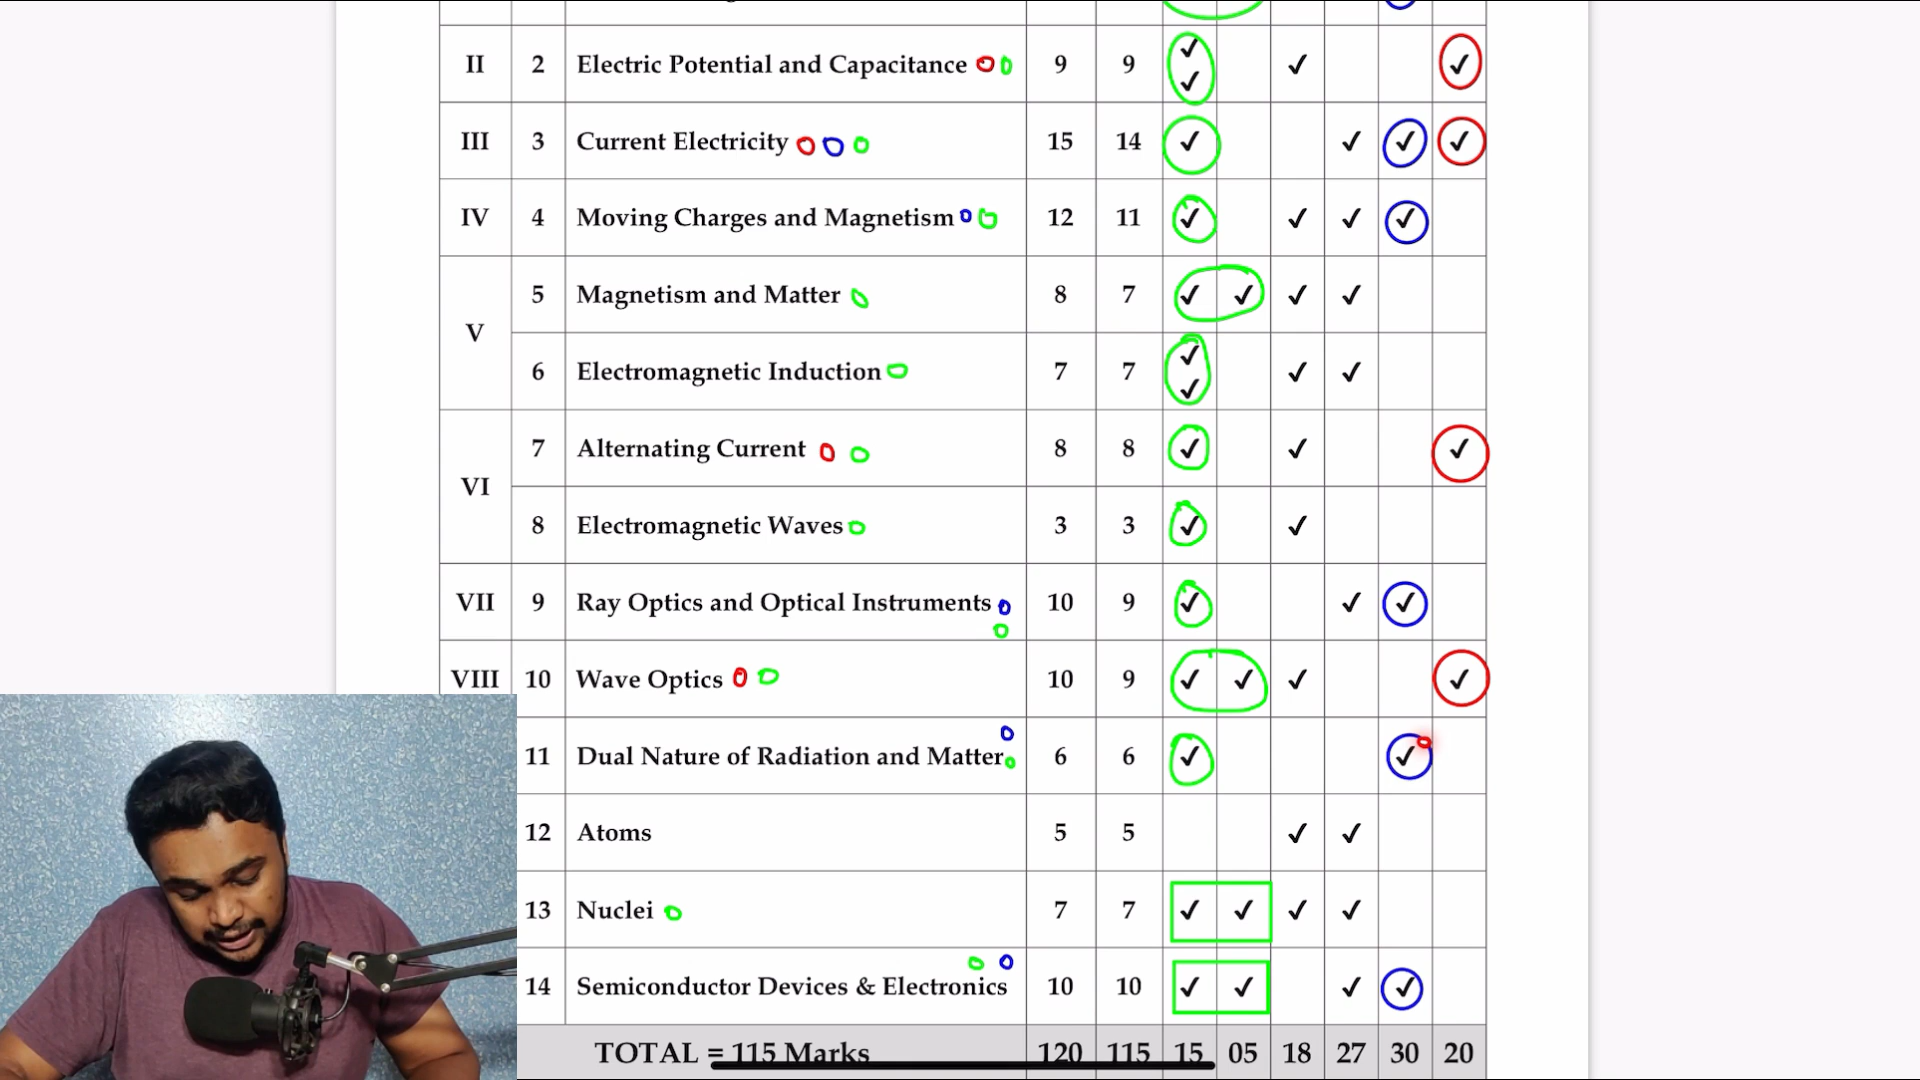 II 2 Electric Potential and Capacitance 9 9 ✓ ✓ ✓ ✓
III 3 Current Electricity 15 14 ✓ ✓ ✓ ✓
IV 4 Moving Charges and Magnetism 12 11 ✓ ✓ ✓ ✓
V
5 Magnetism and Matter 8 7 ✓ ✓ ✓ ✓
6 Electromagnetic Induction 7 7 ✓ ✓ ✓ ✓
VI
7 Alternating Current 8 8 ✓ ✓ ✓
8 Electromagnetic Waves 3 3 ✓ ✓
VII 9 Ray Optics and Optical Instruments 10 9 ✓ ✓ ✓
VIII 10 Wave Optics 10 9 ✓ ✓ ✓ ✓
11 Dual Nature of Radiation and Matter 6 6 ✓ ✓
12 Atoms 5 5 ✓ ✓
13 Nuclei 7 7 ✓ ✓ ✓ ✓
14 Semiconductor Devices & Electronics 10 10 ✓ ✓ ✓ ✓
TOTAL = 115 Marks 120 115 15 05 18 27 30 20